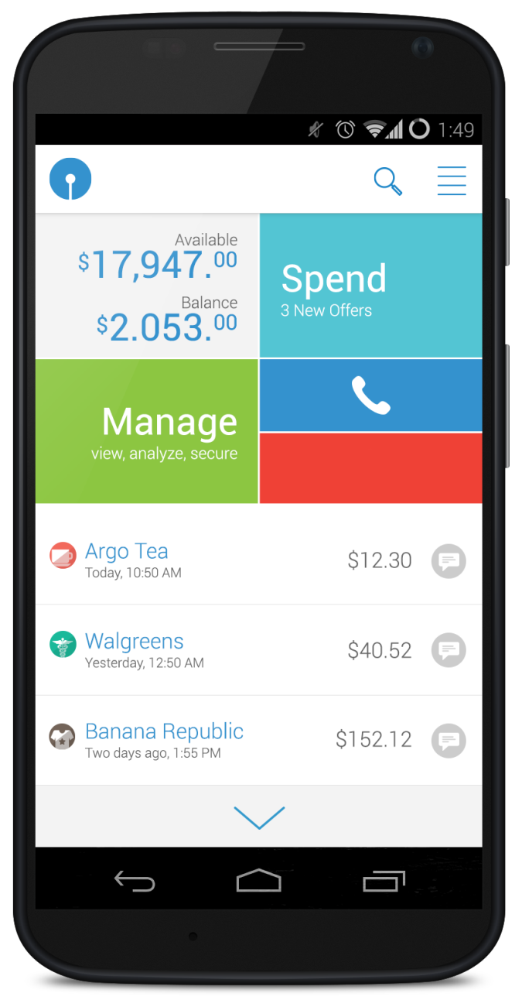 1:49
Available
$17,947.00
Balance
$2.053.00
Spend
3 New Offers
Manage
view, analyze, secure
Argo Tea
Today, 10:50 AM
$12.30
Walgreens
Yesterday, 12:50 AM
$40.52
Banana Republic
Two days ago, 1:55 PM
$152.12